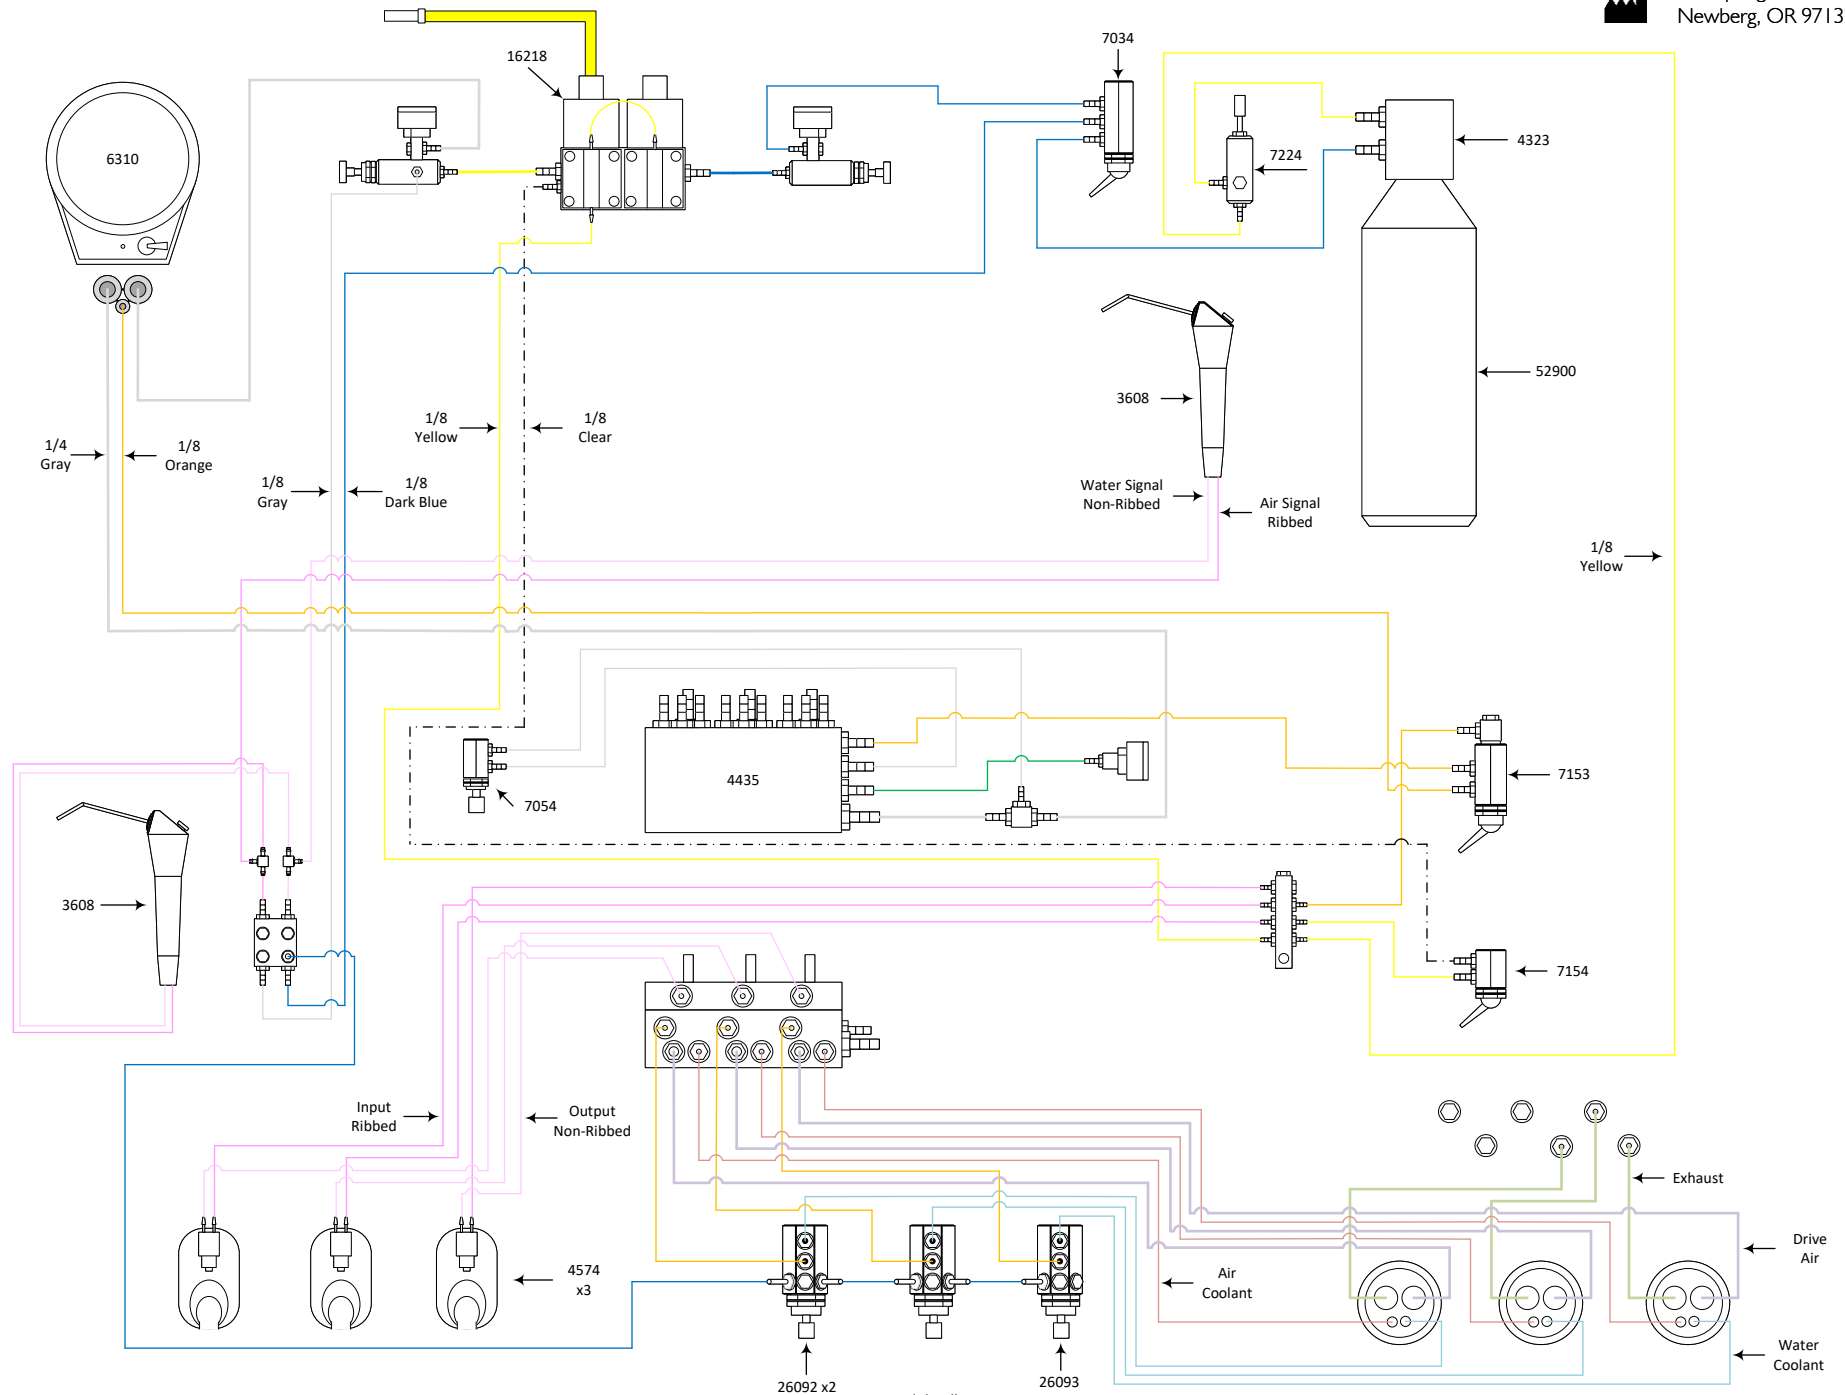 Newberg, OR 9713
7034
16218
6310
4323
7224
52900
3608
1/8
Yellow
1/8
Clear
1/4
Gray
1/8
Orange
1/8
Gray
1/8
Dark Blue
Water Signal
Non-Ribbed
Air Signal
Ribbed
1/8
Yellow
4435
7153
7054
3608
7154
Input
Ribbed
Output
Non-Ribbed
Exhaust
Drive
Air
4574
x3
Air
Coolant
Water
Coolant
26092 x2
26093